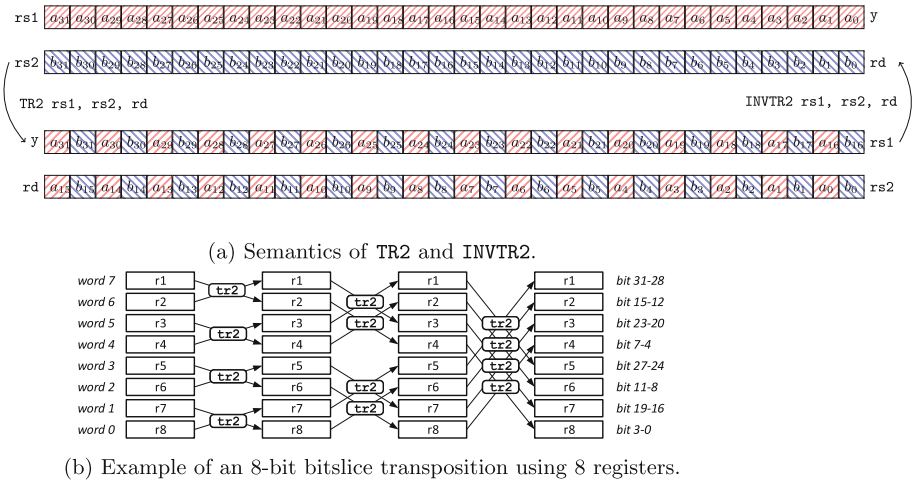 rs1 a31 a30 a29 a28 a27 a26 a25 a24 a23 a22 a21 a20 a19 a18 a17 a16 a15 a14 a13 a12 a11 a10 a9 a8 a7 a6 a5 a4 a3 a2 a1 a0 y
rs2 b31 b30 b29 b28 b27 b26 b25 b24 b23 b22 b21 b20 b19 b18 b17 b16 b15 b14 b13 b12 b11 b10 b9 b8 b7 b6 b5 b4 b3 b2 b1 b0 rd
TR2 rs1, rs2, rd INVTR2 rs1, rs2, rd
y a31 b31 a30 b30 a29 b29 a28 b28 a27 b27 a26 b26 a25 b25 a24 b24 a23 b23 a22 b22 a21 b21 a20 b20 a19 b19 a18 b18 a17 b17 a16 b16 rs1
rd a15 b15 a14 b14 a13 b13 a12 b12 a11 b11 a10 b10 a9 b9 a8 b8 a7 b7 a6 b6 a5 b5 a4 b4 a3 b3 a2 b2 a1 b1 a0 b0 rs2
(a) Semantics of TR2 and INVTR2.
word 7 r1 r1 r1 r1 bit 31-28
tr2
word 6 r2 r2 tr2 r2 r2 bit 15-12
word 5 r3 r3 tr2 r3 tr2 r3 bit 23-20
tr2
word 4 r4 r4 r4 tr2 r4 bit 7-4
word 3 r5 r5 r5 tr2 r5 bit 27-24
tr2
word 2 r6 r6 tr2 r6 tr2 r6 bit 11-8
word 1 r7 r7 tr2 r7 r7 bit 19-16
tr2
word 0 r8 r8 r8 r8 bit 3-0
(b) Example of an 8-bit bitslice transposition using 8 registers.